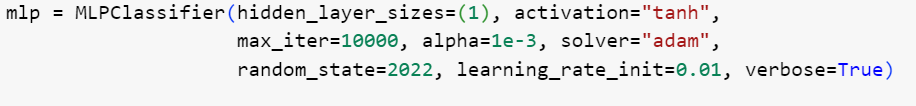 mlp = MLPClassifier(hidden_layer_sizes=(1), activation="tanh",
max_iter=10000, alpha=1e-3, solver="adam",
random_state=2022, learning_rate_init=0.01, verbose=True)